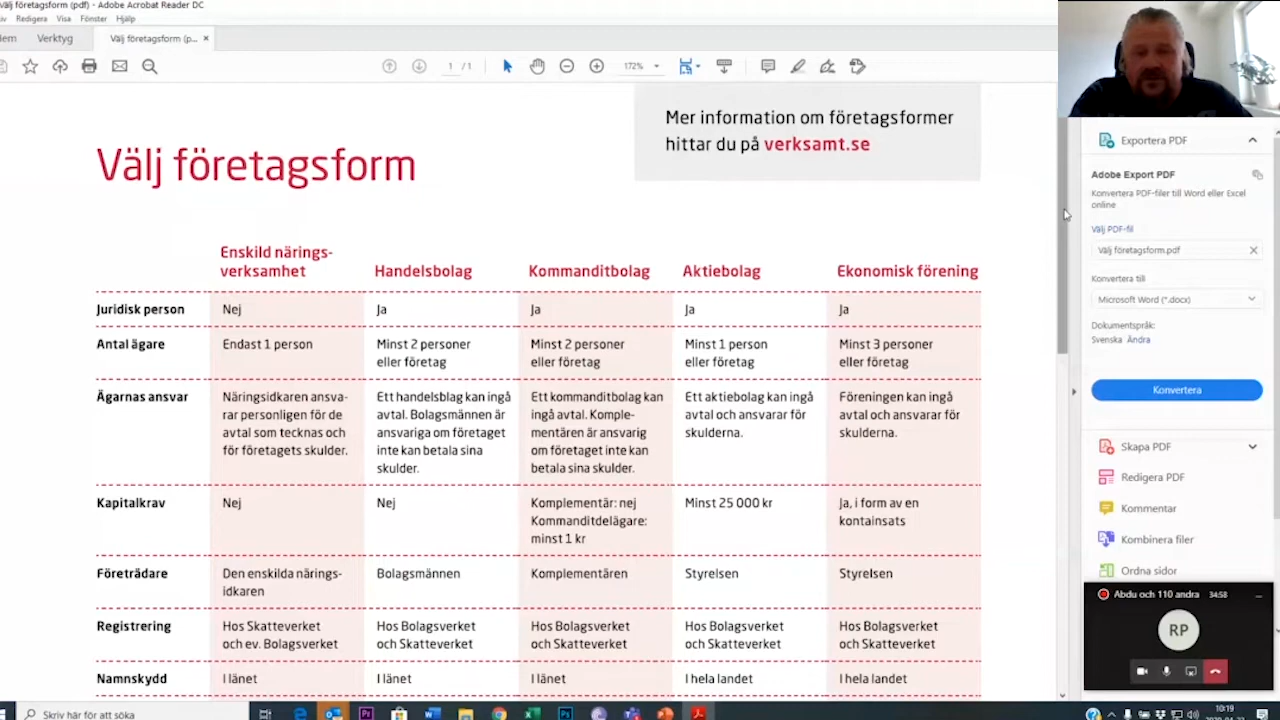 Välj företagsform (pdf) - Adobe Acrobat Reader DC
Redigera Visa Fönster Hjälp
Verktyg
Välj företagsform (p... ×
1 / 1
172%
Mer information om företagsformer
hittar du på verksamt.se
Välj företagsform
Enskild närings-
verksamhet
Handelsbolag
Kommanditbolag
Aktiebolag
Ekonomisk förening
Juridisk person
Nej
Ja
Ja
Ja
Ja
Antal ägare
Endast 1 person
Minst 2 personer
eller företag
Minst 2 personer
eller företag
Minst 1 person
eller företag
Minst 3 personer
eller företag
Ägarnas ansvar
Näringsidkaren ansva-
rar personligen för de
avtal som tecknas och
för företagets skulder.
Ett handelsblag kan ingå
avtal. Bolagsmännen är
ansvariga om företaget
inte kan betala sina
skulder.
Ett kommanditbolag kan
ingå avtal. Komple-
mentären är ansvarig
om företaget inte kan
betala sina skulder.
Ett aktiebolag kan ingå
avtal och ansvarar för
skulderna.
Föreningen kan ingå
avtal och ansvarar för
skulderna.
Kapitalkrav
Nej
Nej
Komplementär: nej
Kommanditdelägare:
minst 1 kr
Minst 25 000 kr
Ja, i form av en
kontainsats
Företrädare
Den enskilda närings-
idkaren
Bolagsmännen
Komplementären
Styrelsen
Styrelsen
Registrering
Hos Skatteverket
och ev. Bolagsverket
Hos Bolagsverket
och Skatteverket
Hos Bolagsverket
och Skatteverket
Hos Bolagsverket
och Skatteverket
Hos Bolagsverket
och Skatteverket
Namnskydd
I länet
I länet
I länet
I hela landet
I hela landet
Exportera PDF
Adobe Export PDF
Konvertera PDF-filer till Word eller Excel
online
Välj PDF-fil
Välj företagsform.pdf
Konvertera till
Microsoft Word (*.docx)
Dokumentspråk:
Svenska Ändra
Konvertera
Skapa PDF
Redigera PDF
Kommentar
Kombinera filer
Ordna sidor
Abdu och 110 andra 34:58
RP
Skriv här för att söka
10:19